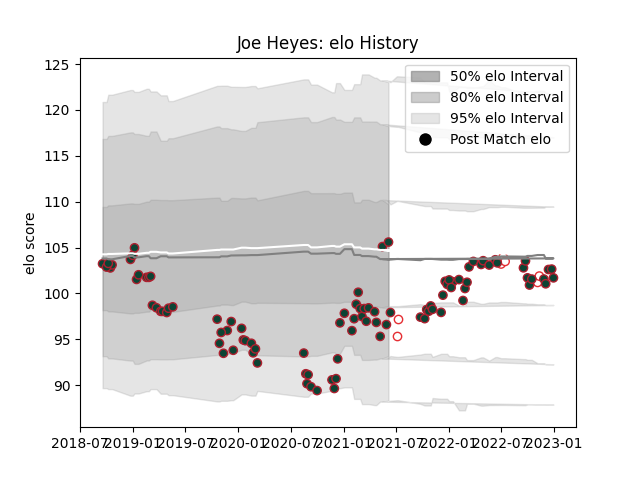 Joe Heyes: elo History
125
120
115
110
105
100
95
90
elo score
50% elo Interval
80% elo Interval
95% elo Interval
Post Match elo
2018-07 2019-01 2019-07 2020-01 2020-07 2021-01 2021-07 2022-01 2022-07 2023-01